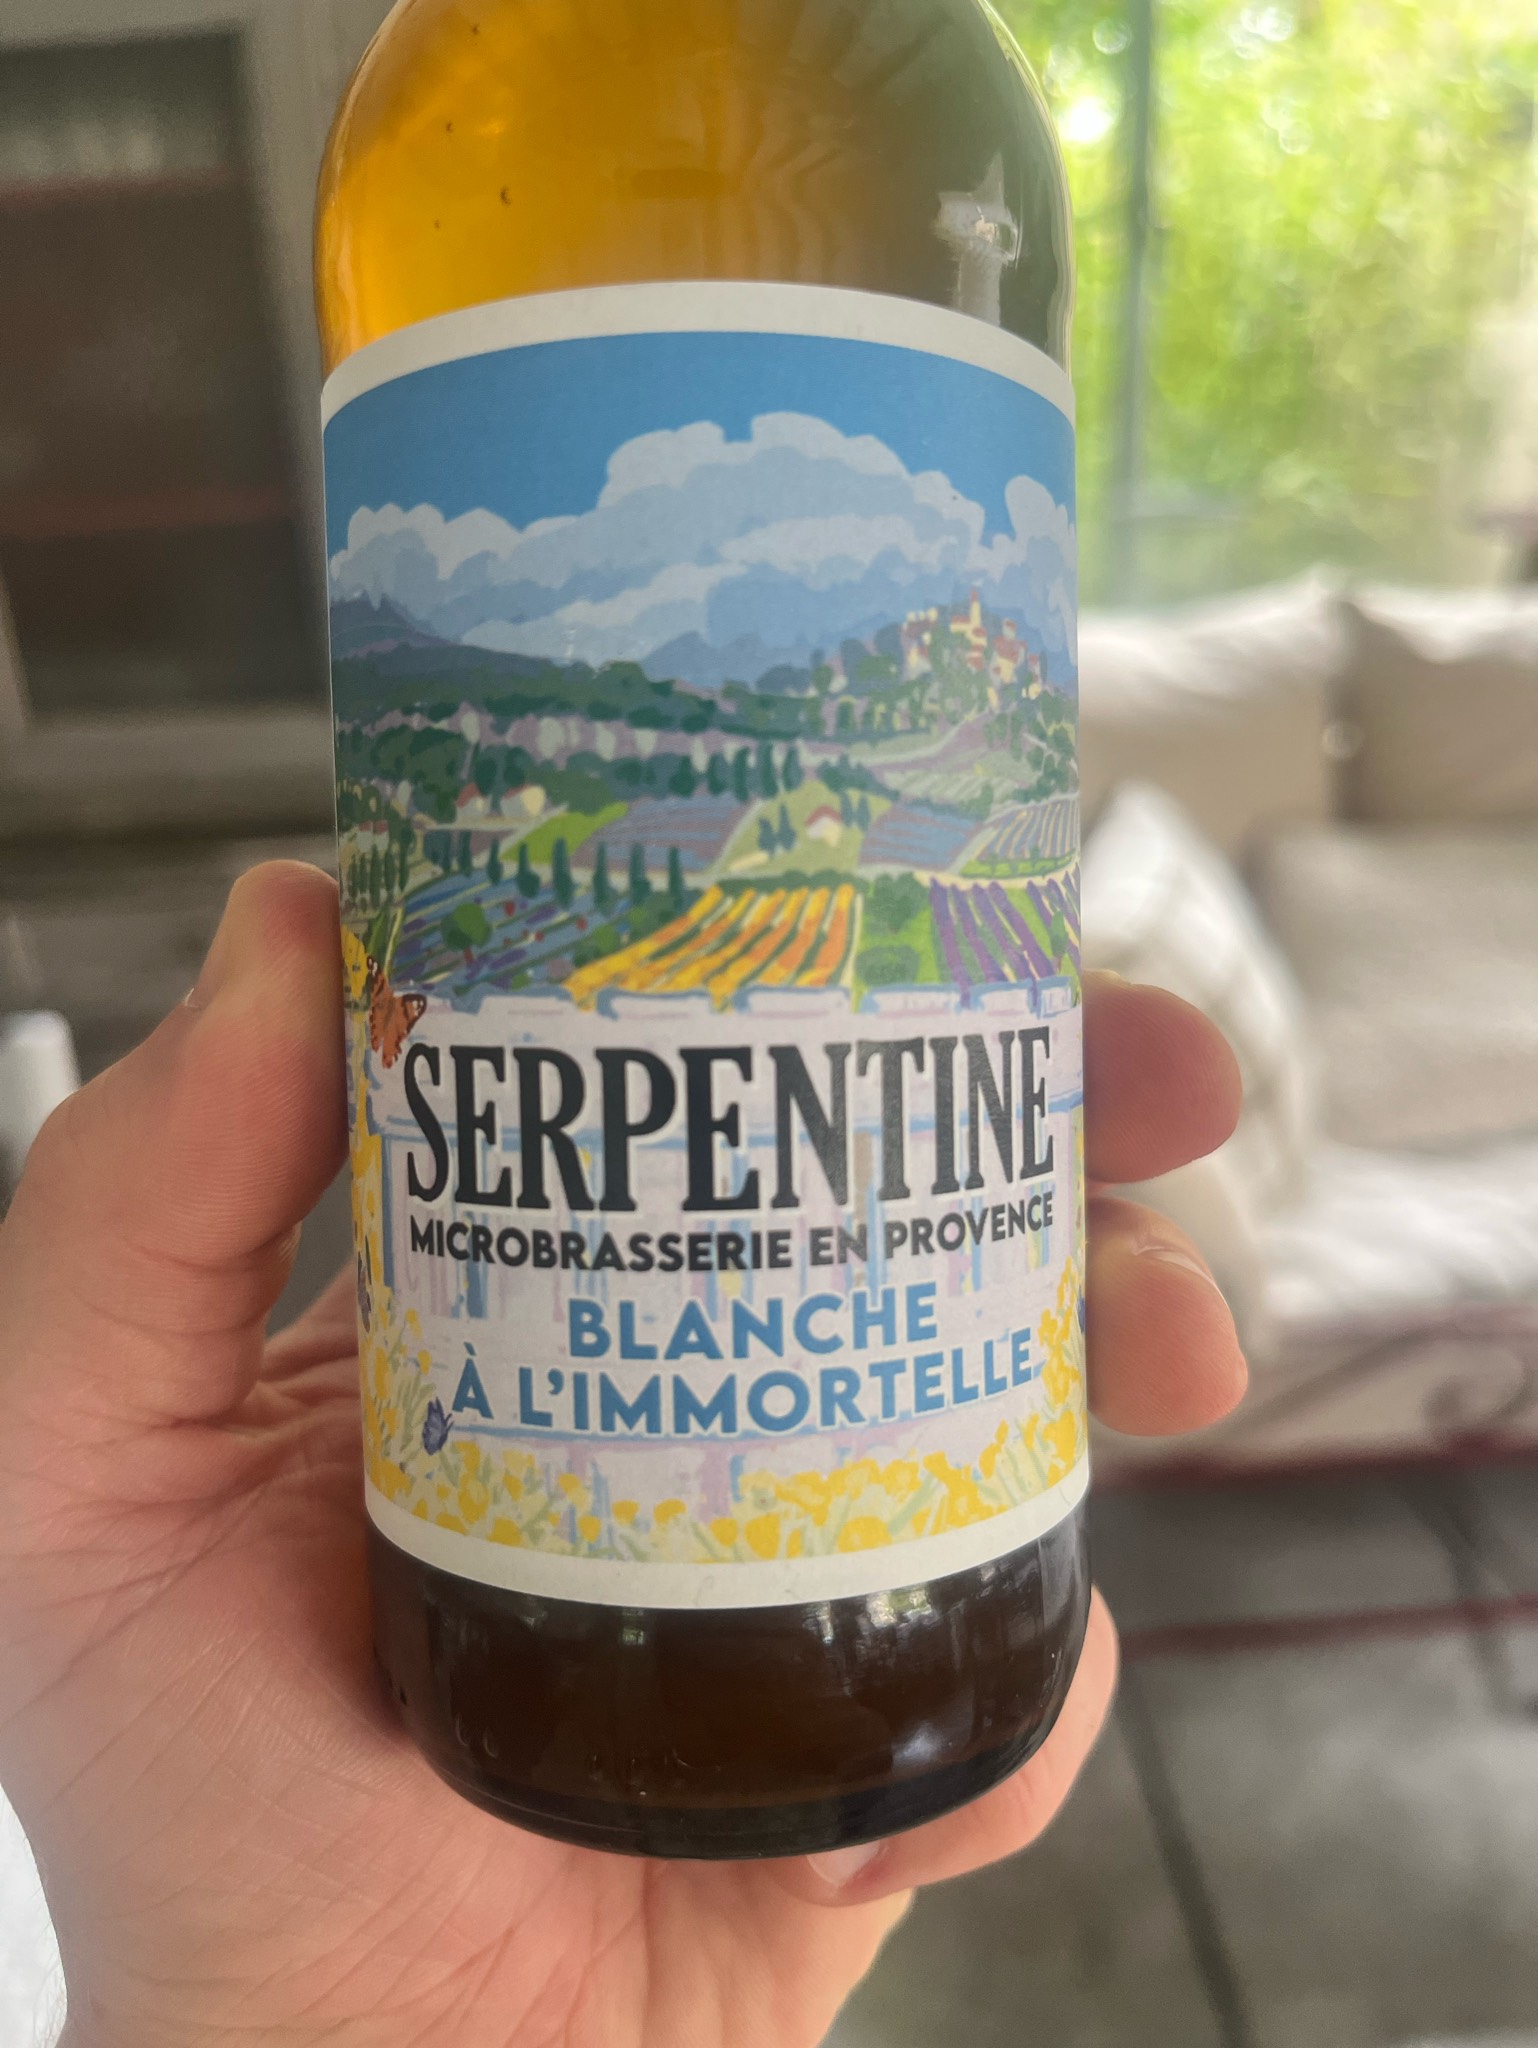 SERPENTINE
MICROBRASSERIE EN PROVENCE
BLANCHE
À L'IMMORTELLE